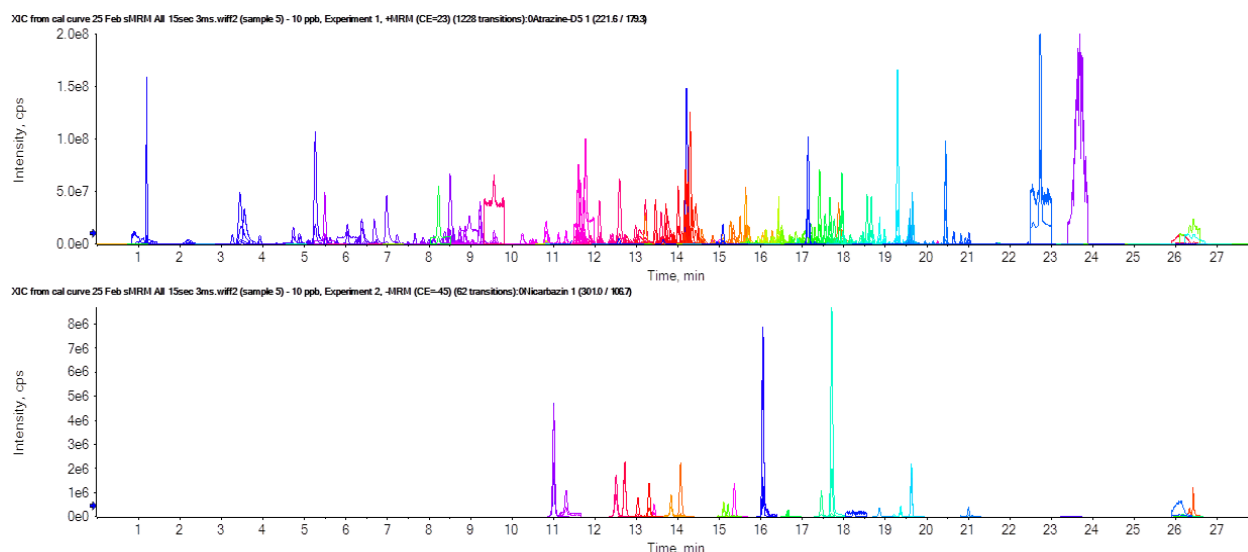 XIC from cal curve 25 Feb sMRM All 15sec 3ms.wiff2 (sample 5) - 10 ppb, Experiment 1, +MRM (CE=23) (1228 transitions):0Atrazine-D5 1 (221.6 / 179.3)
2.0e8
1.5e8
1.0e8
5.0e7
0.0e0
Intensity, cps
1 2 3 4 5 6 7 8 9 10 11 12 13 14 15 16 17 18 19 20 21 22 23 24 25 26 27
Time, min
XIC from cal curve 25 Feb sMRM All 15sec 3ms.wiff2 (sample 5) - 10 ppb, Experiment 2, -MRM (CE=-45) (62 transitions):0Nicarbazin 1 (301.0 / 106.7)
8e6
7e6
6e6
5e6
4e6
3e6
2e6
1e6
0e0
Intensity, cps
1 2 3 4 5 6 7 8 9 10 11 12 13 14 15 16 17 18 19 20 21 22 23 24 25 26 27
Time, min